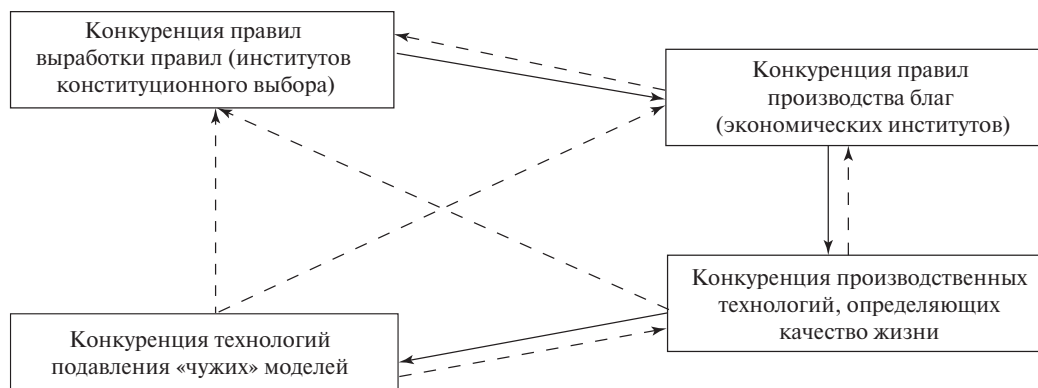 Конкуренция правил
выработки правил (институтов
конституционного выбора)
Конкуренция правил
производства благ
(экономических институтов)
Конкуренция производственных
технологий, определяющих
качество жизни
Конкуренция технологий
подавления «чужих» моделей